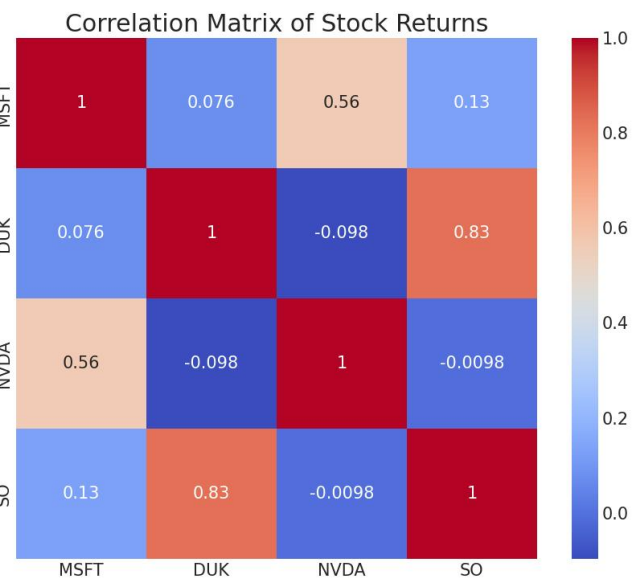 Correlation Matrix of Stock Returns
MSFT 1 0.076 0.56 0.13
DUK 0.076 1 -0.098 0.83
NVDA 0.56 -0.098 1 -0.0098
SO 0.13 0.83 -0.0098 1
MSFT DUK NVDA SO
1.0
0.8
0.6
0.4
0.2
0.0